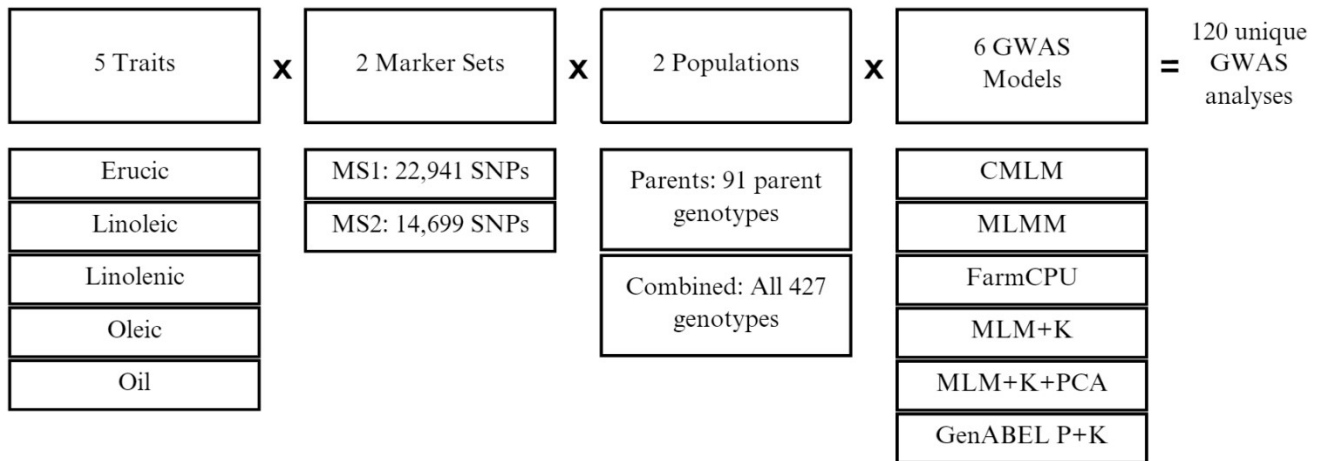 5 Traits
x
2 Marker Sets
x
2 Populations
x
6 GWAS
Models
=
120 unique
GWAS
analyses
Erucic
Linoleic
Linolenic
Oleic
Oil
MS1: 22,941 SNPs
MS2: 14,699 SNPs
Parents: 91 parent
genotypes
Combined: All 427
genotypes
CMLM
MLMM
FarmCPU
MLM+K
MLM+K+PCA
GenABEL P+K